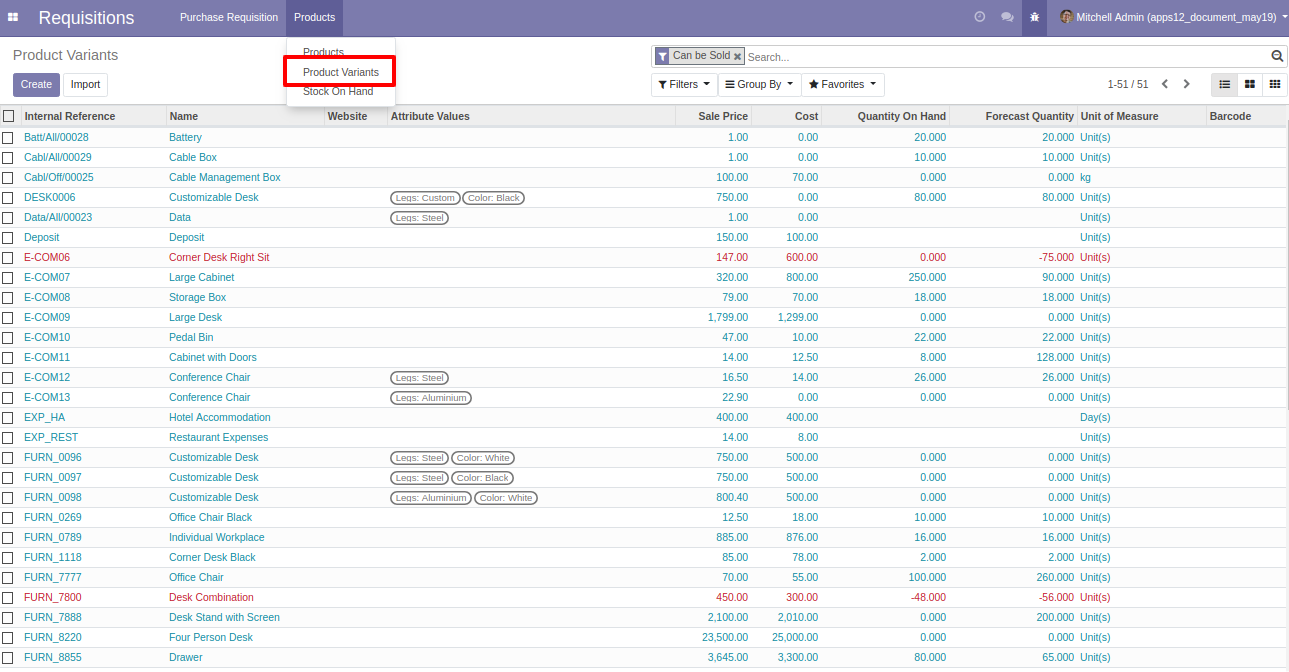 Requisitions Purchase Requisition Products Mitchell Admin (apps12_document_may19)
Product Variants
Products
Product Variants
Stock On Hand
Can be Sold Search...
Create Import Filters Group By Favorites 1-51 / 51
Internal Reference Name Website Attribute Values Sale Price Cost Quantity On Hand Forecast Quantity Unit of Measure Barcode
Batt/All/00028 Battery 1.00 0.00 20.000 20.000 Unit(s)
Cabl/All/00029 Cable Box 1.00 0.00 10.000 10.000 Unit(s)
Cabl/Off/00025 Cable Management Box 100.00 70.00 0.000 0.000 kg
DESK0006 Customizable Desk Legs: Custom Color: Black 750.00 0.00 80.000 80.000 Unit(s)
Data/All/00023 Data Legs: Steel 1.00 0.00 Unit(s)
Deposit Deposit 150.00 100.00 Unit(s)
E-COM06 Corner Desk Right Sit 147.00 600.00 0.000 -75.000 Unit(s)
E-COM07 Large Cabinet 320.00 800.00 250.000 90.000 Unit(s)
E-COM08 Storage Box 79.00 70.00 18.000 18.000 Unit(s)
E-COM09 Large Desk 1,799.00 1,299.00 0.000 0.000 Unit(s)
E-COM10 Pedal Bin 47.00 10.00 22.000 22.000 Unit(s)
E-COM11 Cabinet with Doors 14.00 12.50 8.000 128.000 Unit(s)
E-COM12 Conference Chair Legs: Steel 16.50 14.00 26.000 26.000 Unit(s)
E-COM13 Conference Chair Legs: Aluminium 22.90 0.00 0.000 0.000 Unit(s)
EXP_HA Hotel Accommodation 400.00 400.00 Day(s)
EXP_REST Restaurant Expenses 14.00 8.00 Unit(s)
FURN_0096 Customizable Desk Legs: Steel Color: White 750.00 500.00 0.000 0.000 Unit(s)
FURN_0097 Customizable Desk Legs: Steel Color: Black 750.00 500.00 0.000 0.000 Unit(s)
FURN_0098 Customizable Desk Legs: Aluminium Color: White 800.40 500.00 0.000 0.000 Unit(s)
FURN_0269 Office Chair Black 12.50 18.00 10.000 10.000 Unit(s)
FURN_0789 Individual Workplace 885.00 876.00 16.000 16.000 Unit(s)
FURN_1118 Corner Desk Black 85.00 78.00 2.000 2.000 Unit(s)
FURN_7777 Office Chair 70.00 55.00 100.000 260.000 Unit(s)
FURN_7800 Desk Combination 450.00 300.00 -48.000 -56.000 Unit(s)
FURN_7888 Desk Stand with Screen 2,100.00 2,010.00 0.000 200.000 Unit(s)
FURN_8220 Four Person Desk 23,500.00 25,000.00 0.000 0.000 Unit(s)
FURN_8855 Drawer 3,645.00 3,300.00 80.000 65.000 Unit(s)